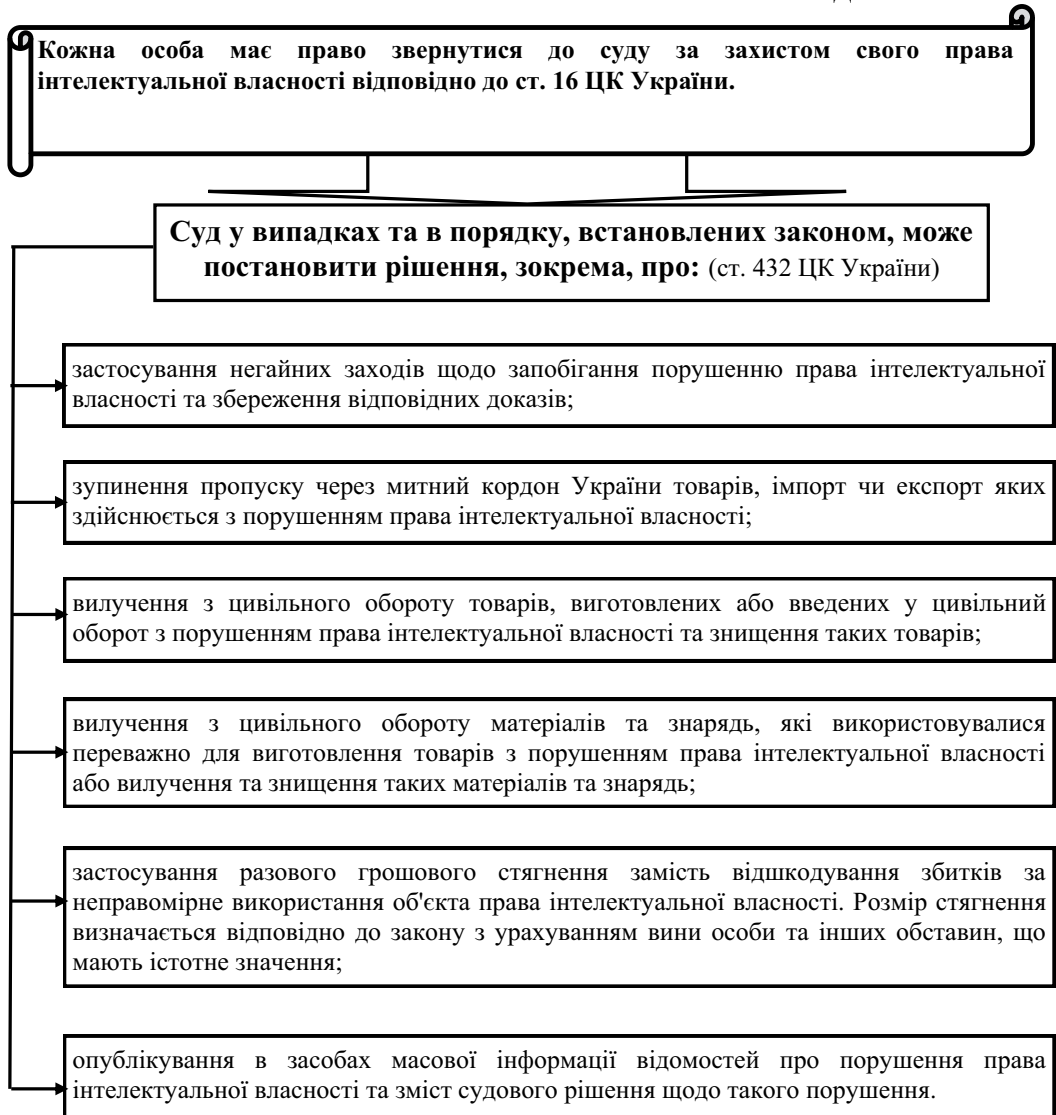 Кожна особа має право звернутися до суду за захистом свого права
інтелектуальної власності відповідно до ст. 16 ЦК України.
Суд у випадках та в порядку, встановлених законом, може
постановити рішення, зокрема, про: (ст. 432 ЦК України)
застосування негайних заходів щодо запобігання порушенню права інтелектуальної
власності та збереження відповідних доказів;
зупинення пропуску через митний кордон України товарів, імпорт чи експорт яких
здійснюється з порушенням права інтелектуальної власності;
вилучення з цивільного обороту товарів, виготовлених або введених у цивільний
оборот з порушенням права інтелектуальної власності та знищення таких товарів;
вилучення з цивільного обороту матеріалів та знарядь, які використовувалися
переважно для виготовлення товарів з порушенням права інтелектуальної власності
або вилучення та знищення таких матеріалів та знарядь;
застосування разового грошового стягнення замість відшкодування збитків за
неправомірне використання об'єкта права інтелектуальної власності. Розмір стягнення
визначається відповідно до закону з урахуванням вини особи та інших обставин, що
мають істотне значення;
опублікування в засобах масової інформації відомостей про порушення права
інтелектуальної власності та зміст судового рішення щодо такого порушення.